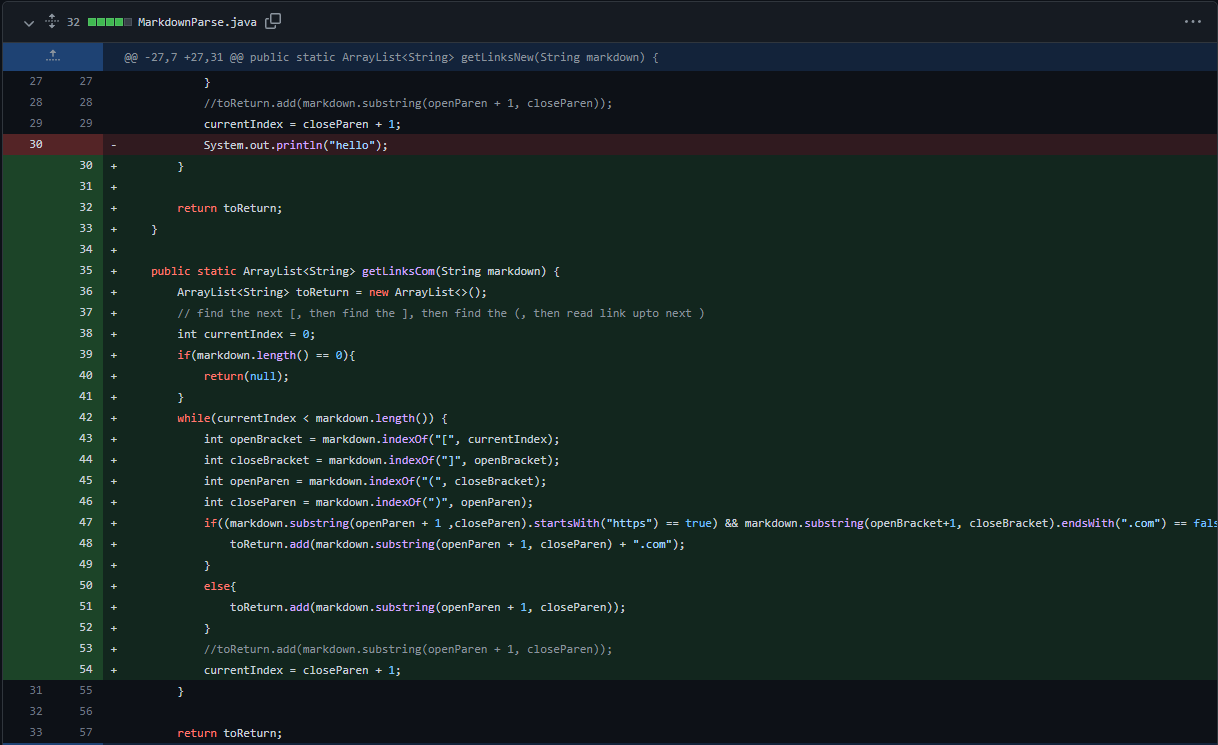 32 MarkdownParse.java
@@ -27,7 +27,31 @@ public static ArrayList<String> getLinksNew(String markdown) {
27 27 }
28 28 //toReturn.add(markdown.substring(openParen + 1, closeParen));
29 29 currentIndex = closeParen + 1;
30 - System.out.println("hello");
30 + }
31 +
32 + return toReturn;
33 + }
34 +
35 + public static ArrayList<String> getLinksCom(String markdown) {
36 + ArrayList<String> toReturn = new ArrayList<>();
37 + // find the next [, then find the ], then find the (, then read link upto next )
38 + int currentIndex = 0;
39 + if(markdown.length() == 0){
40 + return(null);
41 + }
42 + while(currentIndex < markdown.length()) {
43 + int openBracket = markdown.indexOf("[", currentIndex);
44 + int closeBracket = markdown.indexOf("]", openBracket);
45 + int openParen = markdown.indexOf("(", closeBracket);
46 + int closeParen = markdown.indexOf(")", openParen);
47 + if((markdown.substring(openParen + 1 ,closeParen).startsWith("https") == true) && markdown.substring(openBracket+1, closeBracket).endsWith(".com") == fals
48 + toReturn.add(markdown.substring(openParen + 1, closeParen) + ".com");
49 + }
50 + else{
51 + toReturn.add(markdown.substring(openParen + 1, closeParen));
52 + }
53 + //toReturn.add(markdown.substring(openParen + 1, closeParen));
54 + currentIndex = closeParen + 1;
31 55 }
32 56
33 57 return toReturn;